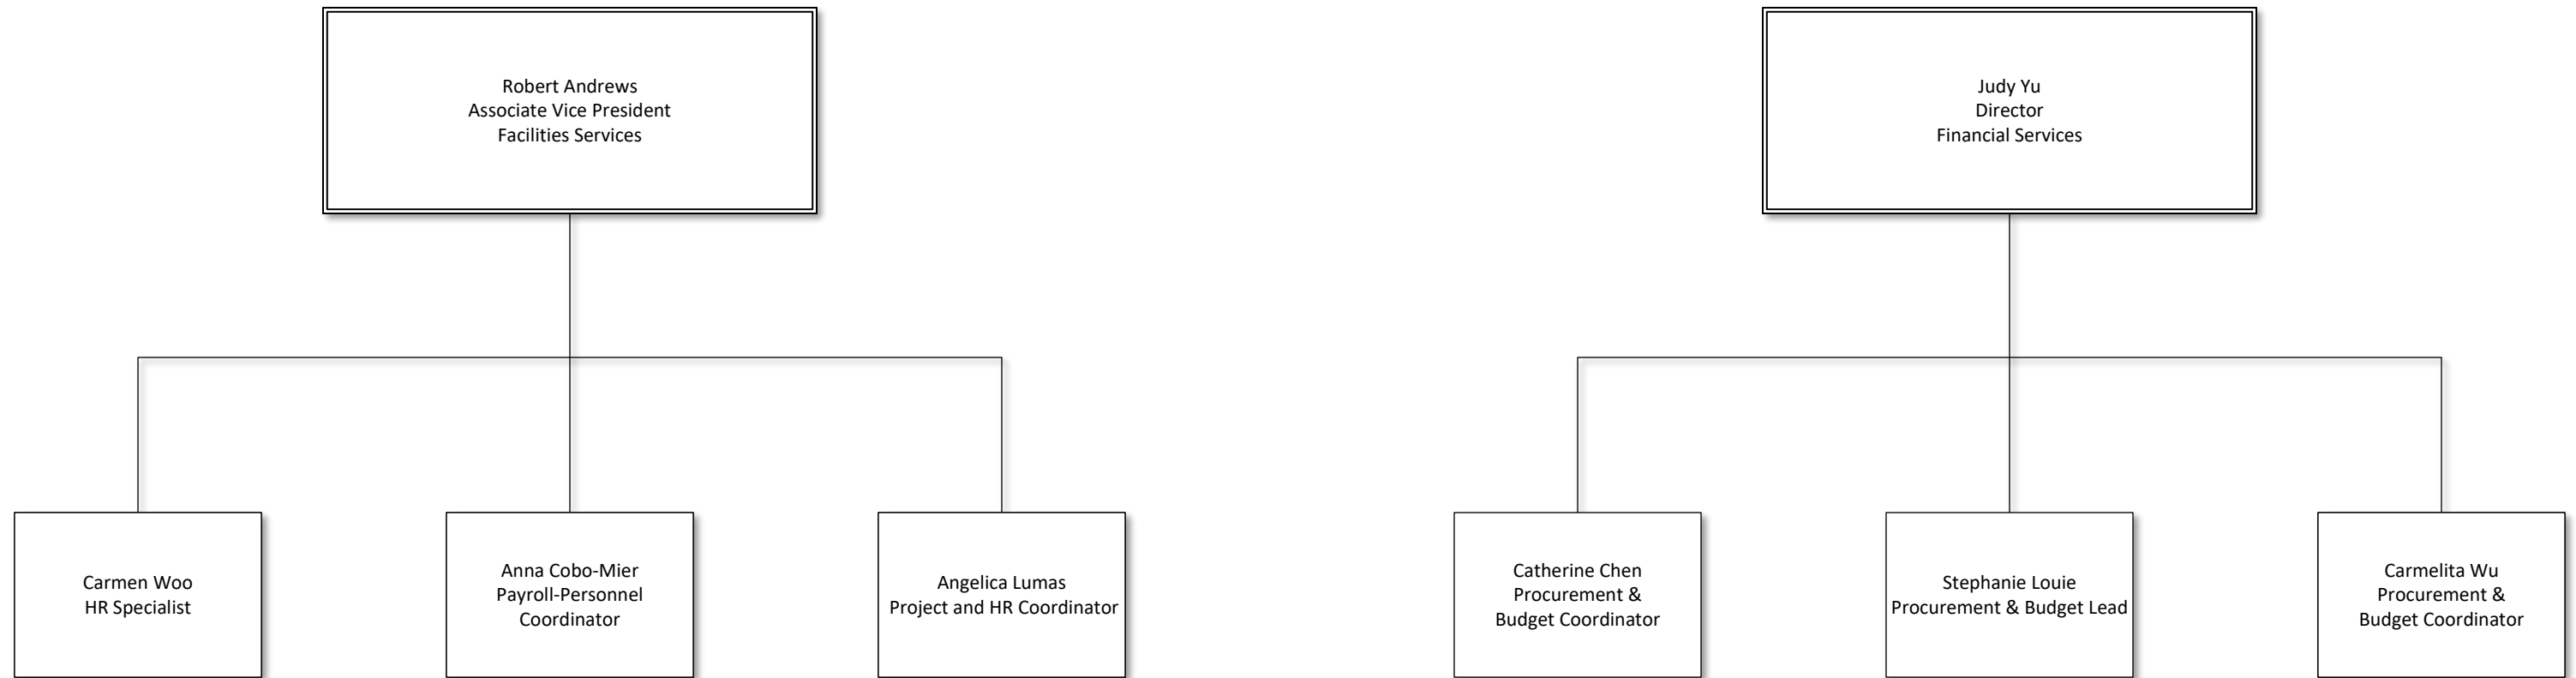 Robert Andrews
Associate Vice President
Facilities Services
Judy Yu
Director
Financial Services
Carmen Woo
HR Specialist
Anna Cobo-Mier
Payroll-Personnel
Coordinator
Angelica Lumas
Project and HR Coordinator
Catherine Chen
Procurement &
Budget Coordinator
Stephanie Louie
Procurement & Budget Lead
Carmelita Wu
Procurement &
Budget Coordinator